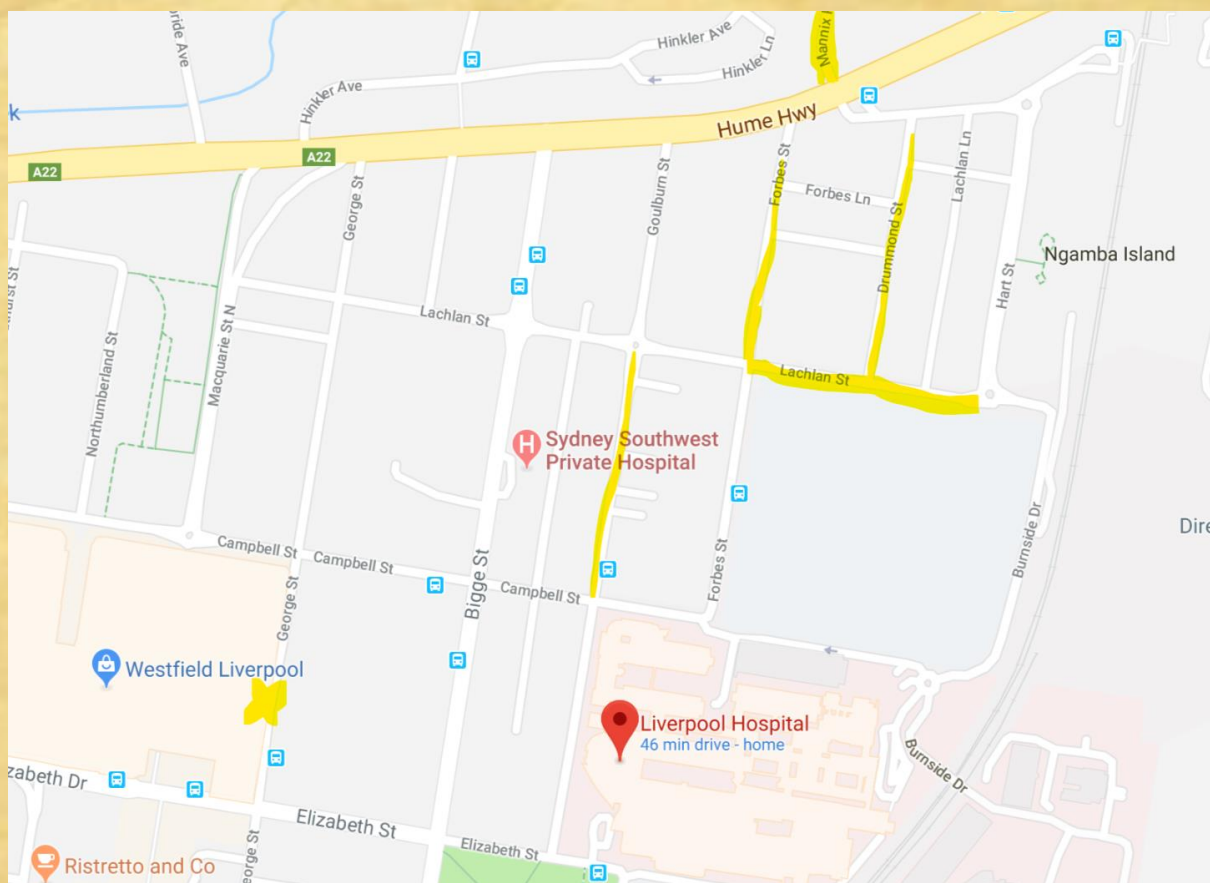 Hinkler Ave
Hinkler Ln
Hinkler Ave
Mannix
Hume Hwy
A22
A22
George St
Goulburn St
Forbes St
Forbes Ln
Lachlan Ln
Drummond St
Hart St
Ngamba Island
Lachlan St
Macquarie St N
Northumberland St
Lachlan St
H
Sydney Southwest
Private Hospital
Campbell St
Campbell St
Campbell St
Forbes St
Burnside Dr
Dire
George St
Bigge St
Westfield Liverpool
Liverpool Hospital
46 min drive - home
Burnside Dr
zabeth Dr
Elizabeth St
Elizabeth St
George St
Ristretto and Co